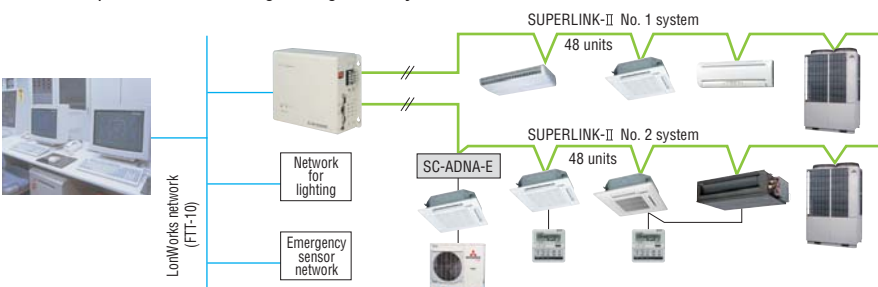 SUPERLINK-Ⅱ No. 1 system
48 units
SUPERLINK-Ⅱ No. 2 system
48 units
SC-ADNA-E
Network
for
lighting
Emergency
sensor
network
LonWorks network
(FTT-10)